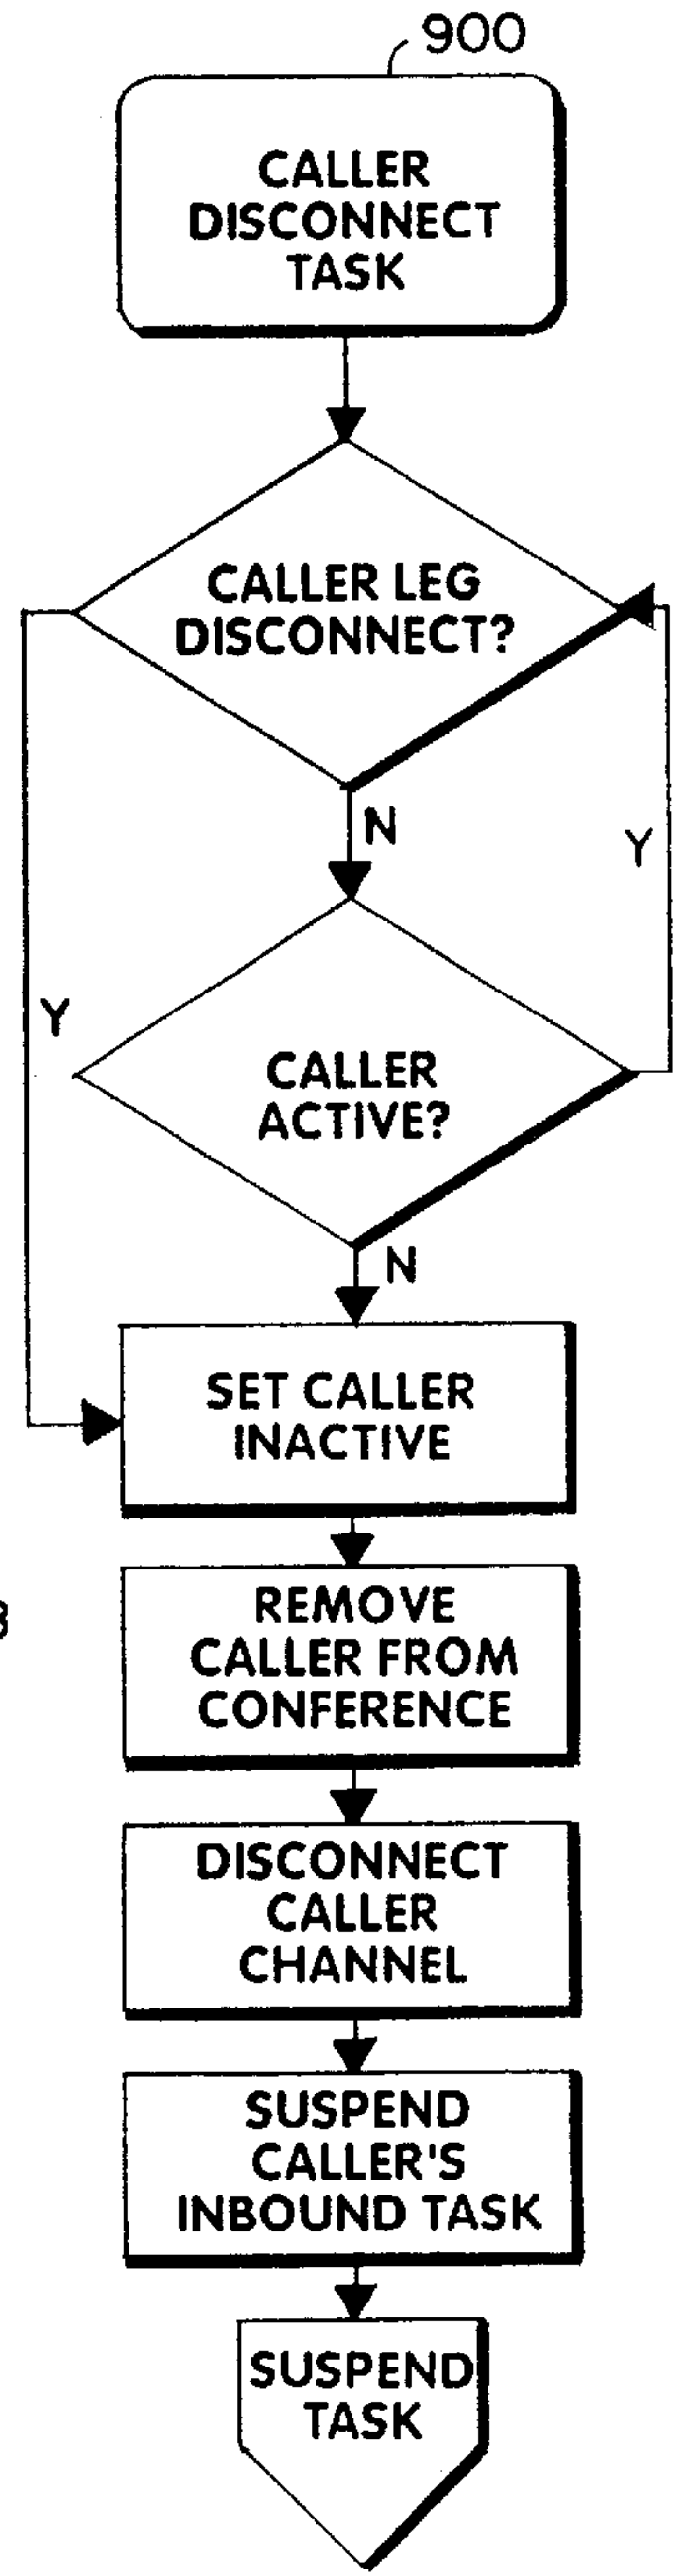 900
CALLER
DISCONNECT
TASK
CALLER LEG
DISCONNECT?
N
Y
Y
CALLER
ACTIVE?
N
SET CALLER
INACTIVE
REMOVE
CALLER FROM
CONFERENCE
DISCONNECT
CALLER
CHANNEL
SUSPEND
CALLER'S
INBOUND TASK
SUSPEND
TASK